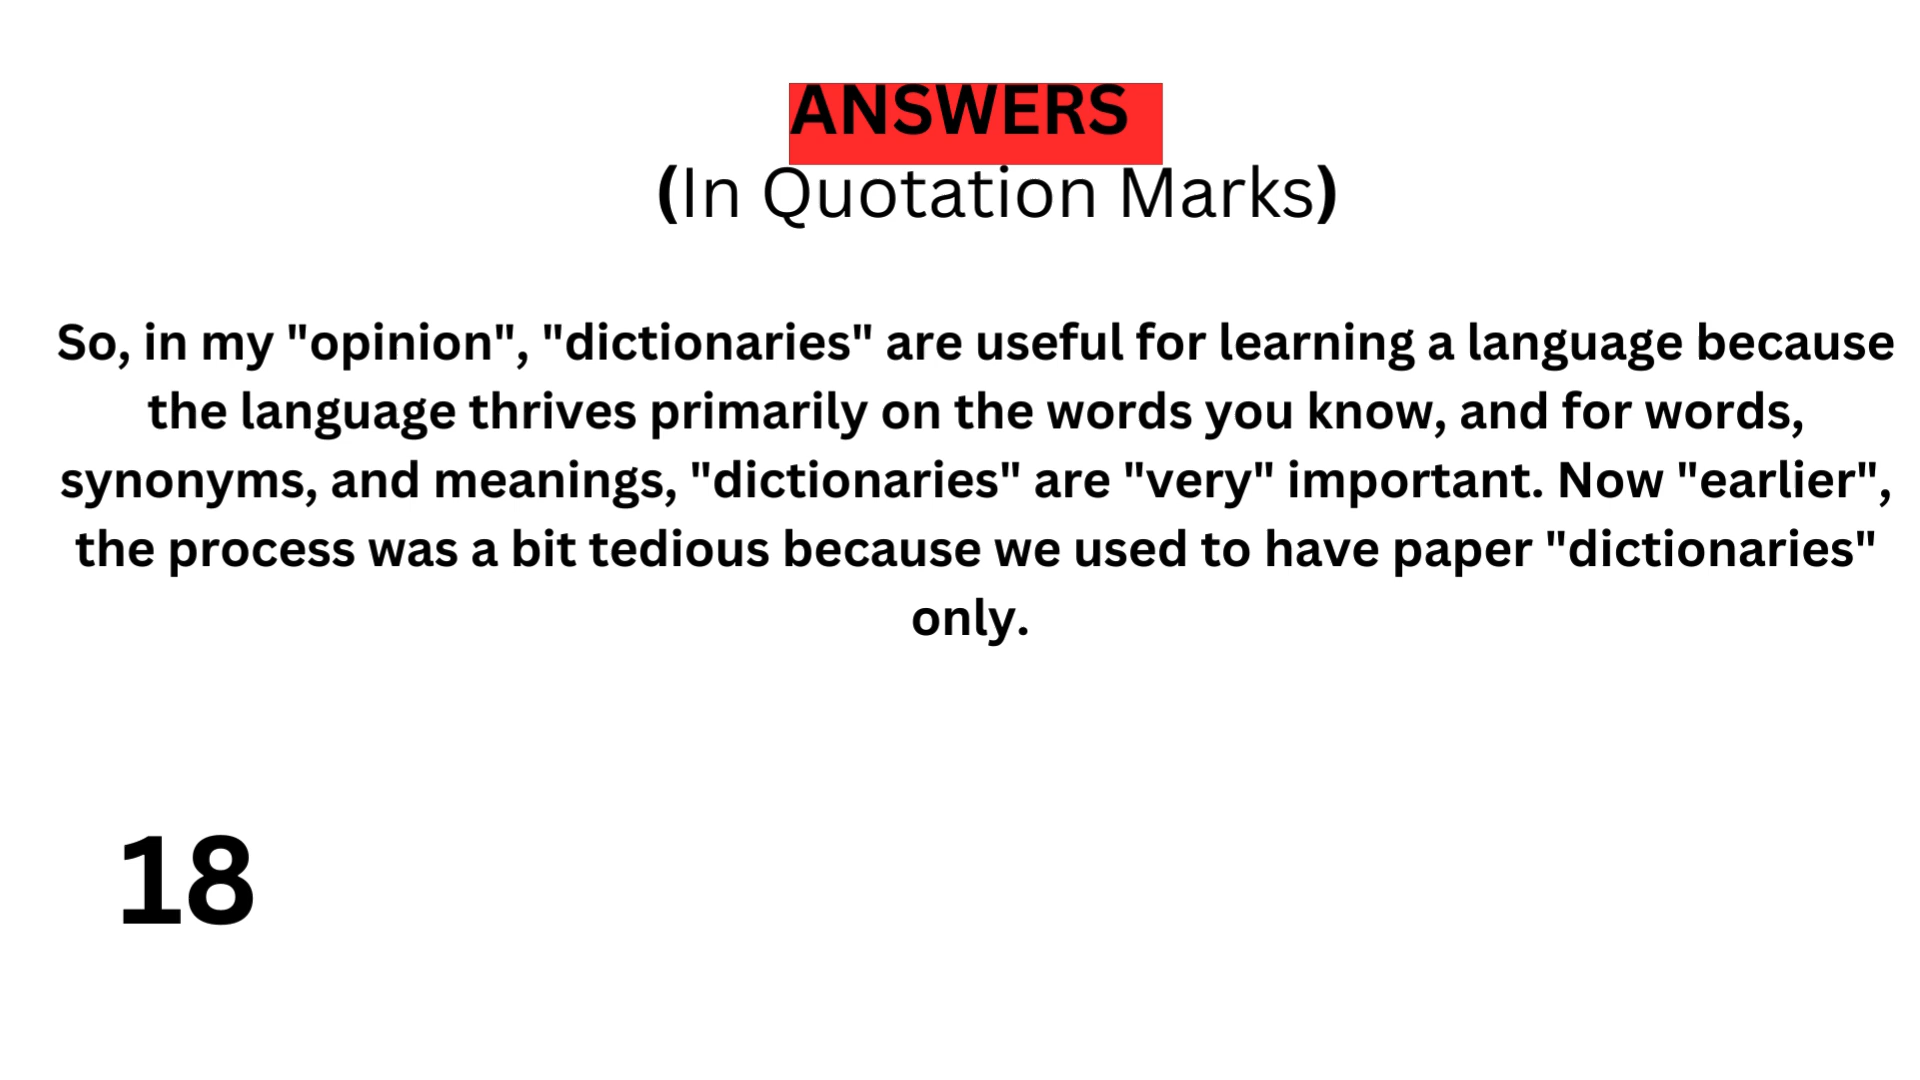 ANSWERS
(In Quotation Marks)
So, in my "opinion", "dictionaries" are useful for learning a language because
the language thrives primarily on the words you know, and for words,
synonyms, and meanings, "dictionaries" are "very" important. Now "earlier",
the process was a bit tedious because we used to have paper "dictionaries"
only.
18